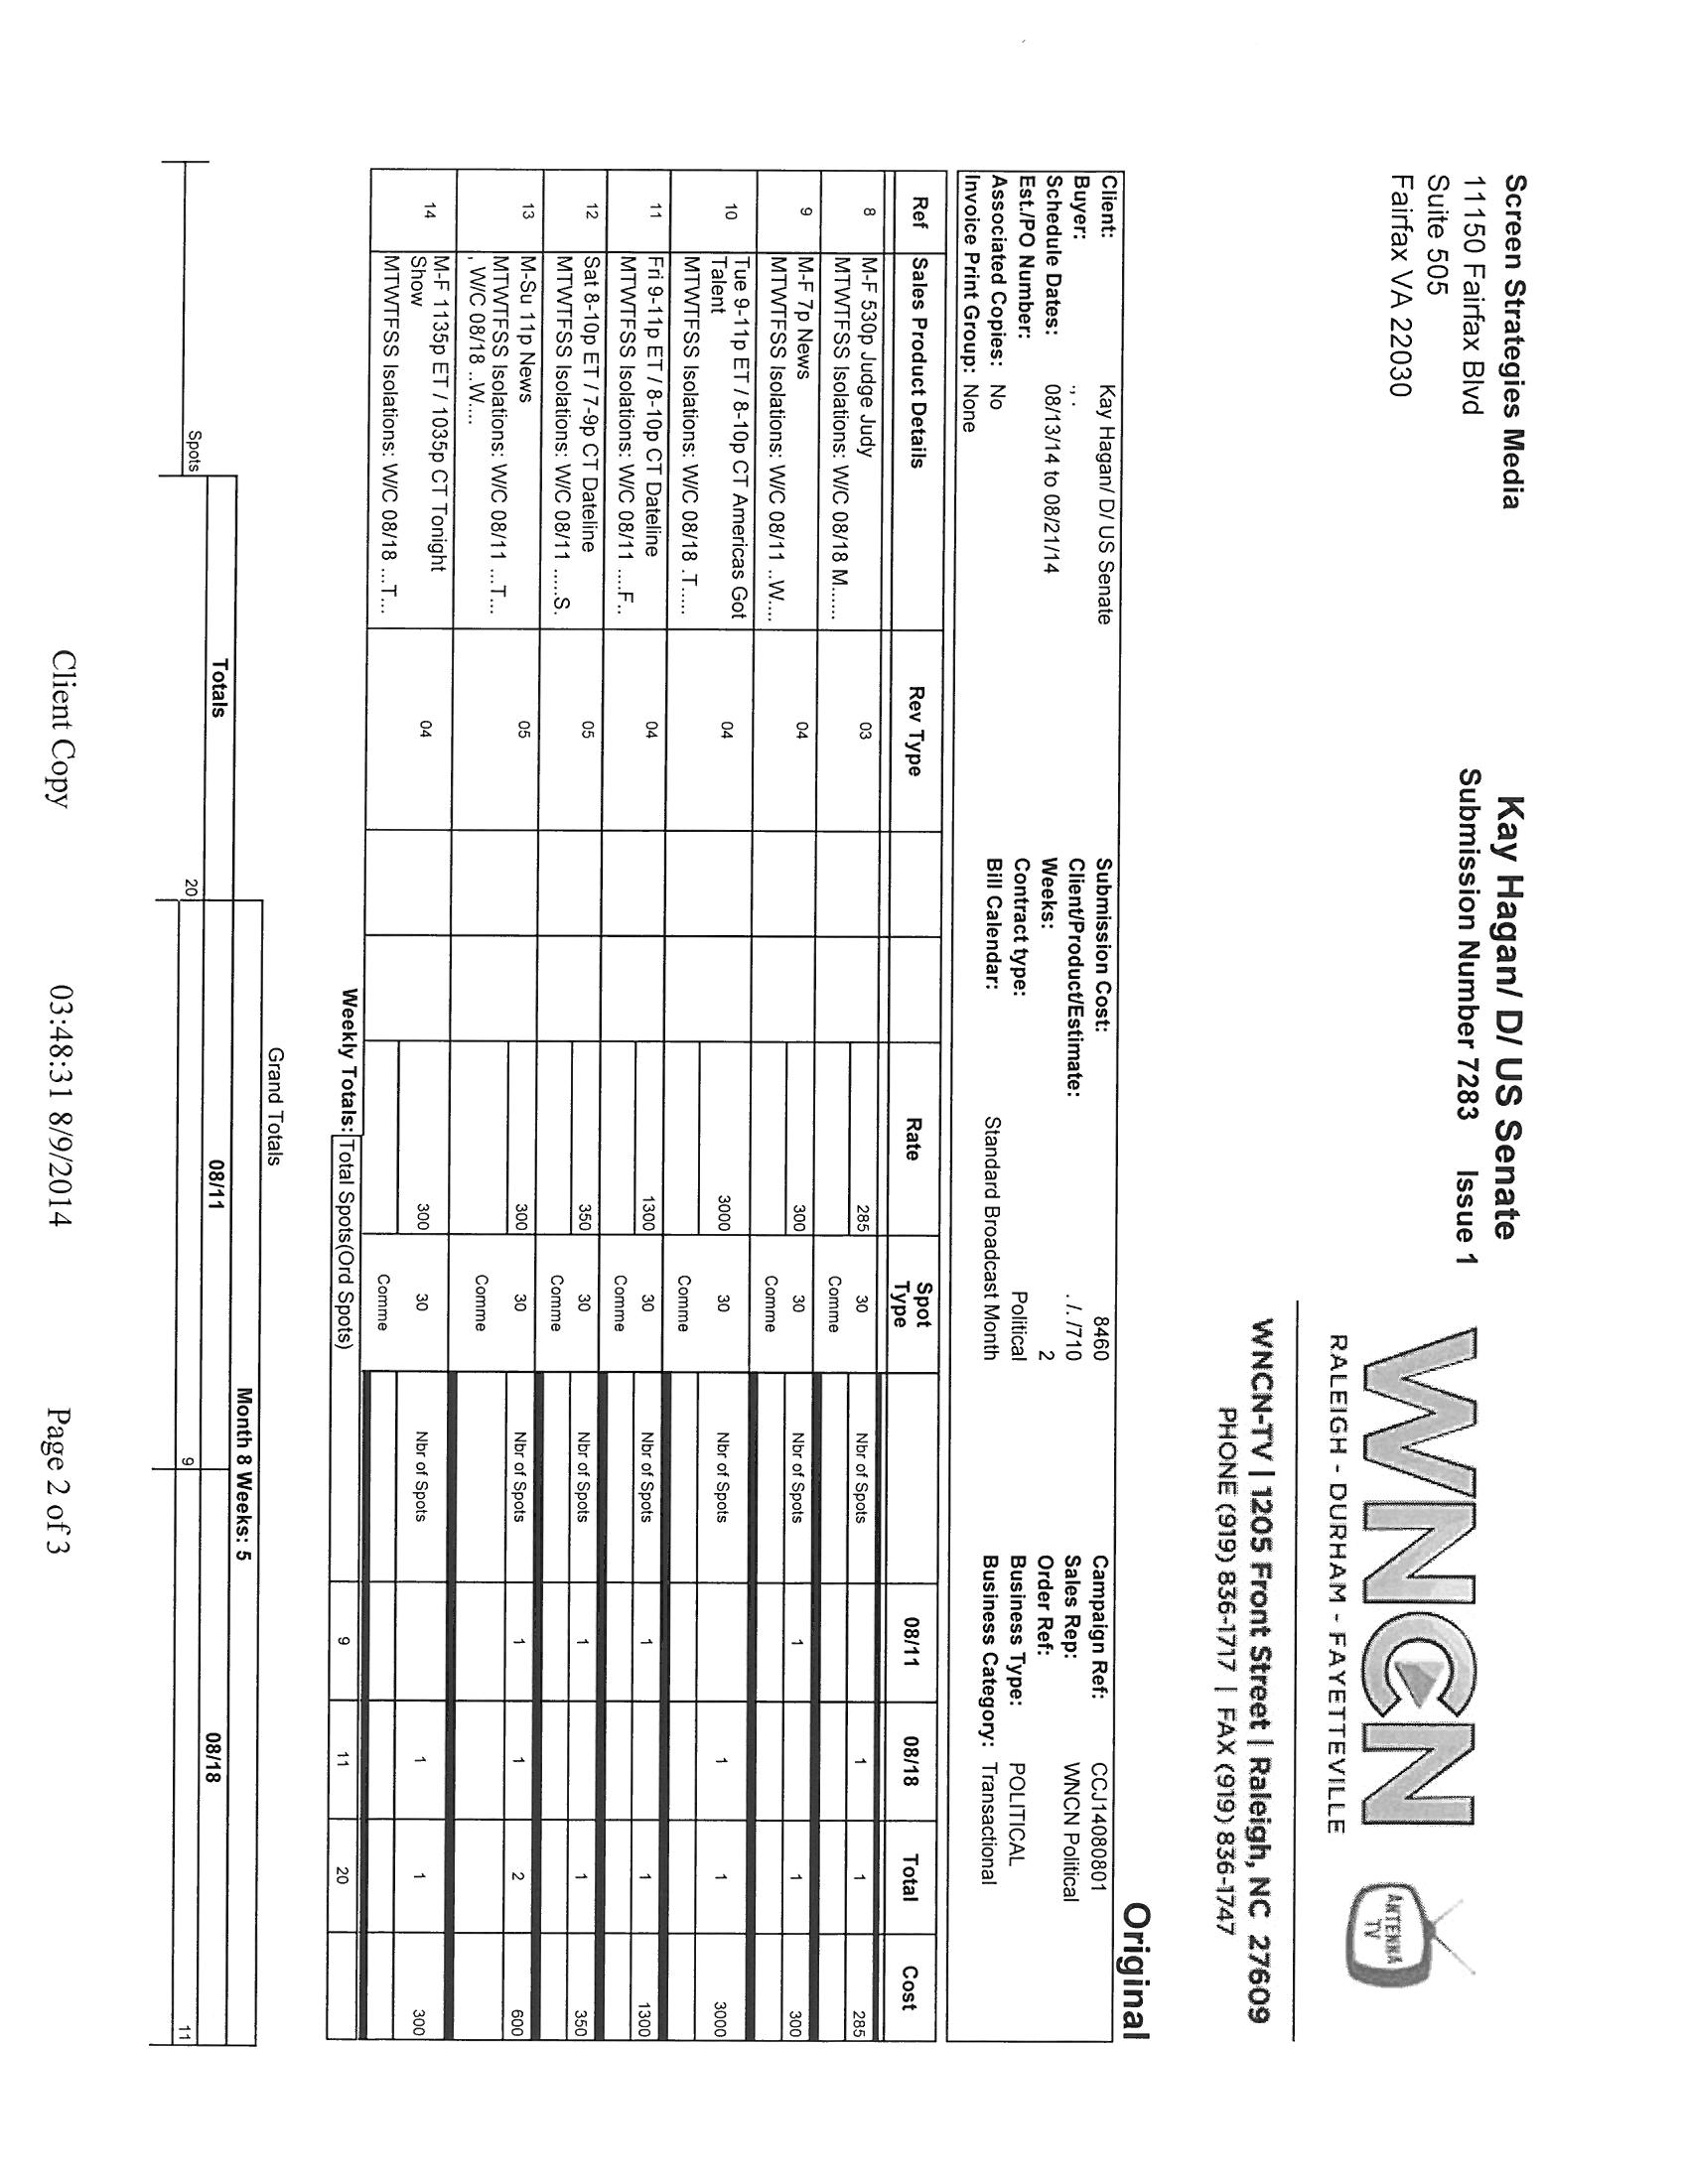 Screen Strategies Media
11150 Fairfax Blvd
Suite 505
Fairfax VA 22030
Kay Hagan/ D/ US Senate
Submission Number 7283 Issue 1
WNCN
RALEIGH - DURHAM - FAYETTEVILLE
ANTENNA
TV
WNCN-TV | 1205 Front Street | Raleigh, NC 27609
PHONE (919) 836-1717 | FAX (919) 836-1747
Original
Client: Kay Hagan/ D/ US Senate Submission Cost: 8460 Campaign Ref: CCJ14080801
Buyer: ., . Client/Product/Estimate: . /. /710 Sales Rep: WNCN Political
Schedule Dates: 08/13/14 to 08/21/14 Weeks: 2 Order Ref:
Est./PO Number: Contract type: Political Business Type: POLITICAL
Associated Copies: No Bill Calendar: Standard Broadcast Month Business Category: Transactional
Invoice Print Group: None
Ref Sales Product Details Rev Type Rate Spot Type 08/11 08/18 Total Cost
8 M-F 530p Judge Judy 03 285 30 Nbr of Spots 1 1 285
MTWTFSS Isolations: W/C 08/18 M...... Comme
9 M-F 7p News 04 300 30 Nbr of Spots 1 1 300
MTWTFSS Isolations: W/C 08/11 ..W.... Comme
10 Tue 9-11p ET / 8-10p CT Americas Got 04 3000 30 Nbr of Spots 1 1 3000
Talent
MTWTFSS Isolations: W/C 08/18 .T..... Comme
11 Fri 9-11p ET / 8-10p CT Dateline 04 1300 30 Nbr of Spots 1 1 1300
MTWTFSS Isolations: W/C 08/11 ....F.. Comme
12 Sat 8-10p ET / 7-9p CT Dateline 05 350 30 Nbr of Spots 1 1 350
MTWTFSS Isolations: W/C 08/11 .....S. Comme
13 M-Su 11p News 05 300 30 Nbr of Spots 1 1 2 600
MTWTFSS Isolations: W/C 08/11 ...T... Comme
, W/C 08/18 ..W....
14 M-F 1135p ET / 1035p CT Tonight 04 300 30 Nbr of Spots 1 1 300
Show
MTWTFSS Isolations: W/C 08/18 ...T... Comme
Weekly Totals: Total Spots(Ord Spots) 9 11 20
Grand Totals
Month 8 Weeks: 5
Totals 08/11 08/18
Spots 20 9 11
Client Copy 03:48:31 8/9/2014 Page 2 of 3